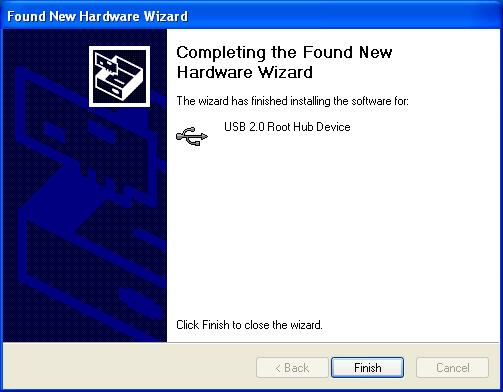 Found New Hardware Wizard
Completing the Found New
Hardware Wizard
The wizard has finished installing the software for:
USB 2.0 Root Hub Device
Click Finish to close the wizard.
< Back
Finish
Cancel